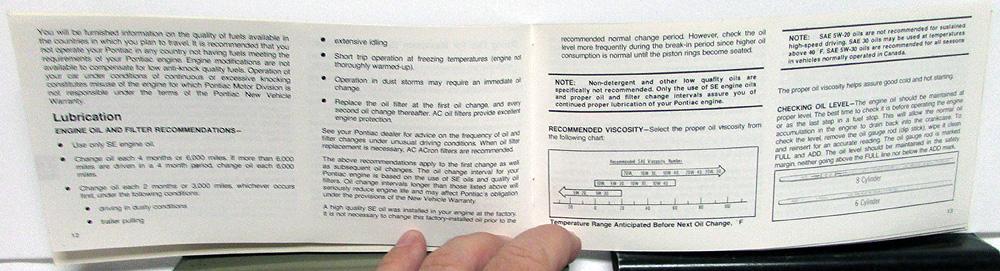 You will be furnished information on the quality of fuels available in
the countries in which you plan to travel. It is recommended that you
not operate your Pontiac in any country not having fuels meeting the
requirements of your Pontiac engine. Engine modifications are not
available to compensate for low anti-knock quality fuels. Operation of
your car under conditions of continuous or excessive knocking
constitutes misuse of the engine for which Pontiac Motor Division is
not responsible under the terms of the Pontiac New Vehicle
Warranty.
Lubrication
ENGINE OIL AND FILTER RECOMMENDATIONS—
• Use only SE engine oil.
• Change oil each 4 months or 6,000 miles. If more than 6,000
miles are driven in a 4 month period, change oil each 6,000
miles.
• Change oil each 2 months or 3,000 miles, whichever occurs
first, under the following conditions:
• driving in dusty conditions
• trailer pulling
12
• extensive idling
• Short trip operation at freezing temperatures (engine not
thoroughly warmed-up).
• Operation in dust storms may require an immediate oil
change.
• Replace the oil filter at the first oil change, and every
second oil change thereafter. AC oil filters provide excellent
engine protection.
See your Pontiac dealer for advice on the frequency of oil and
filter changes under unusual driving conditions. When oil filter
replacement is necessary, AC ACron filters are recommended.
The above recommendations apply to the first change as well
as subsequent oil changes. The oil change interval for your
Pontiac engine is based on the use of SE oils and quality oil
filters. Oil change intervals longer than those listed above will
seriously reduce engine life and may affect Pontiac's obligation
under the provisions of the New Vehicle Warranty.
A high quality SE oil was installed in your engine at the factory.
It is not necessary to change this factory-installed oil prior to the
recommended normal change period. However, check the oil
level more frequently during the break-in period since higher oil
consumption is normal until the piston rings become seated.
NOTE: Non-detergent and other low quality oils are
specifically not recommended. Only the use of SE engine oils
and proper oil and filter change intervals assure you of
continued proper lubrication of your Pontiac engine.
RECOMMENDED VISCOSITY—Select the proper oil viscosity from
the following chart:
Recommended SAE Viscosity Number
Temperature Range Anticipated Before Next Oil Change, °F
NOTE: SAE 5W-20 oils are not recommended for sustained
high-speed driving. SAE 30 oils may be used at temperatures
above 40°F. SAE 5W-30 oils are recommended for all seasons
in vehicles normally operated in Canada.
The proper oil viscosity helps assure good cold and hot starting.
CHECKING OIL LEVEL—The engine oil should be maintained at
proper level. The best time to check it is before operating the engine
or as the last step in a fuel stop. This will allow the normal oil
accumulation in the engine to drain back into the crankcase. To
check the level, remove the oil gauge rod (dip stick), wipe it clean
and reinsert for an accurate reading. The oil gauge rod is marked
FULL and ADD. The oil level should be maintained in the safety
margin, neither going above the FULL line nor below the ADD mark.
8 Cylinder
6 Cylinder
13